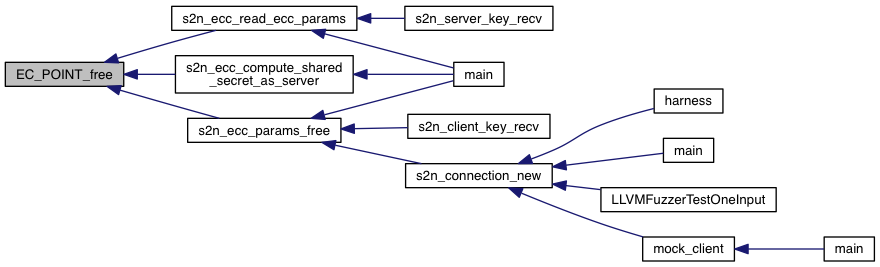 s2n_ecc_read_ecc_params
s2n_server_key_recv
EC_POINT_free
s2n_ecc_compute_shared
_secret_as_server
main
s2n_ecc_params_free
s2n_client_key_recv
harness
main
s2n_connection_new
LLVMFuzzerTestOneInput
mock_client
main